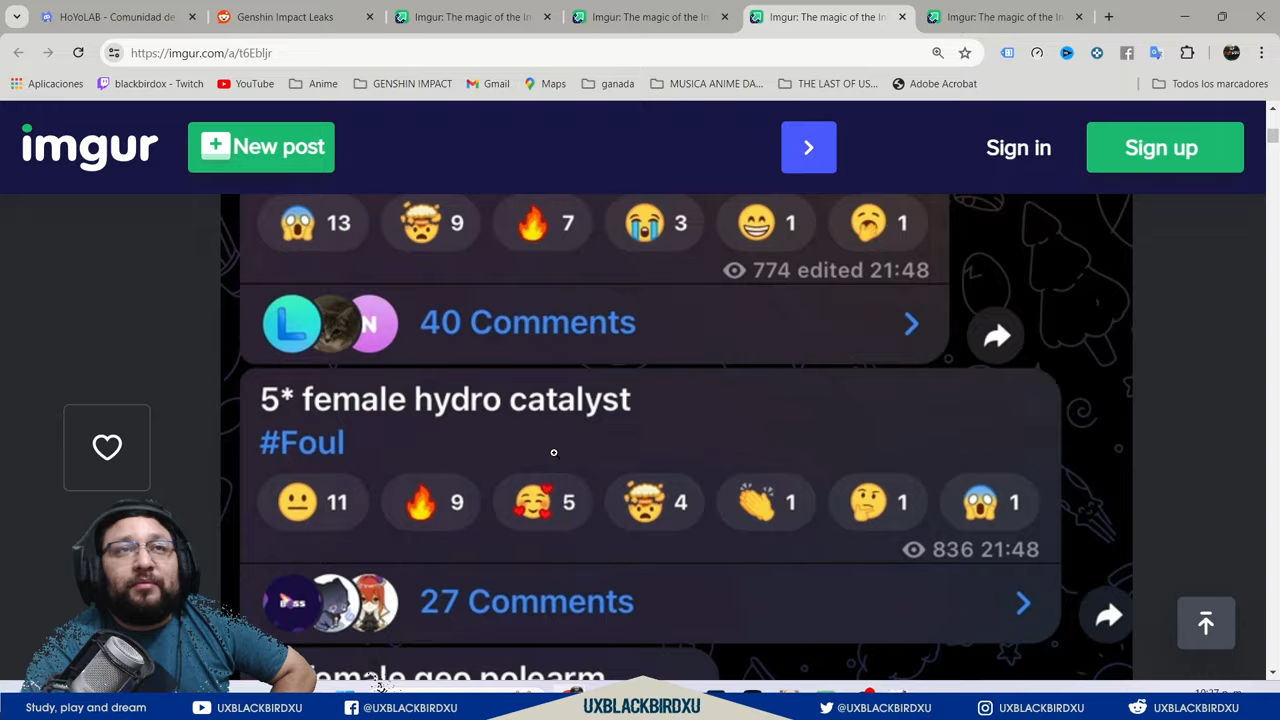 HoYoLAB - Comunidad de
Genshin Impact Leaks
Imgur: The magic of the In
Imgur: The magic of the In
Imgur: The magic of the In
Imgur: The magic of the In
https://imgur.com/a/t6Ebljr
Aplicaciones
blackbirdox - Twitch
YouTube
Anime
GENSHIN IMPACT
Gmail
Maps
ganada
MUSICA ANIME DA...
THE LAST OF US...
Adobe Acrobat
Todos los marcadores
imgur
New post
Sign in
Sign up
13
9
7
3
1
1
774 edited 21:48
L
N
40 Comments
5* female hydro catalyst
#Foul
11
9
5
4
1
1
1
836 21:48
BOSS
27 Comments
female geo polearm
Study, play and dream
UXBLACKBIRDXU
@UXBLACKBIRDXU
UXBLACKBIRDXU
@UXBLACKBIRDXU
UXBLACKBIRDXU
UXBLACKBIRDXU